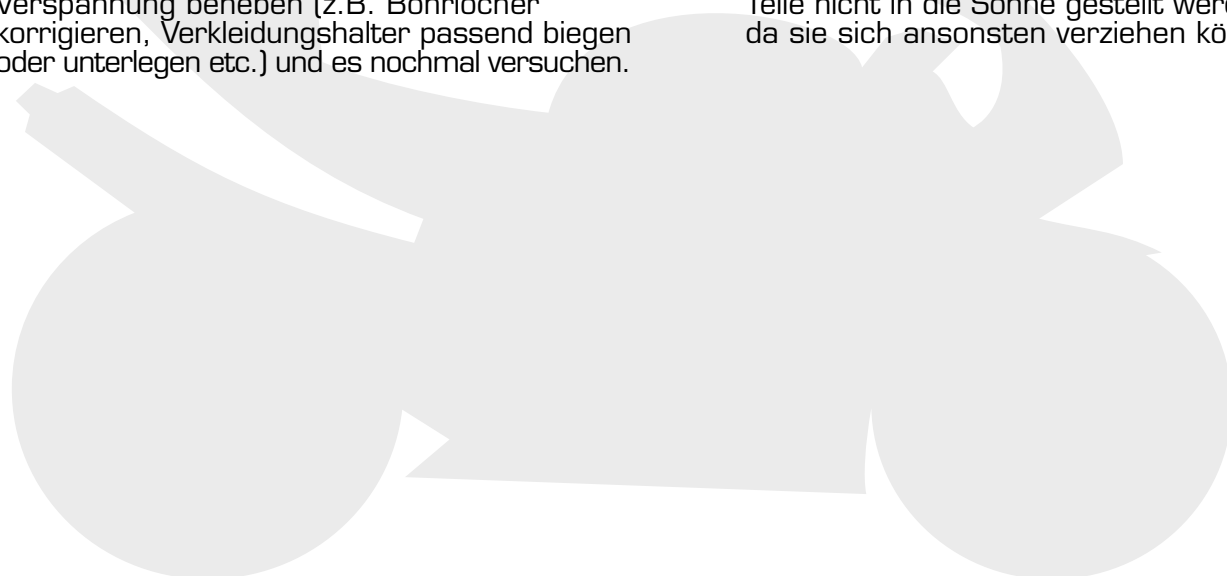 Verspannung beheben (z.B. Bohrlöcher
korrigieren, Verkleidungshalter passend biegen
oder unterlegen etc.) und es nochmal versuchen.
Teile nicht in die Sonne gestellt
da sie sich ansonsten verziehen